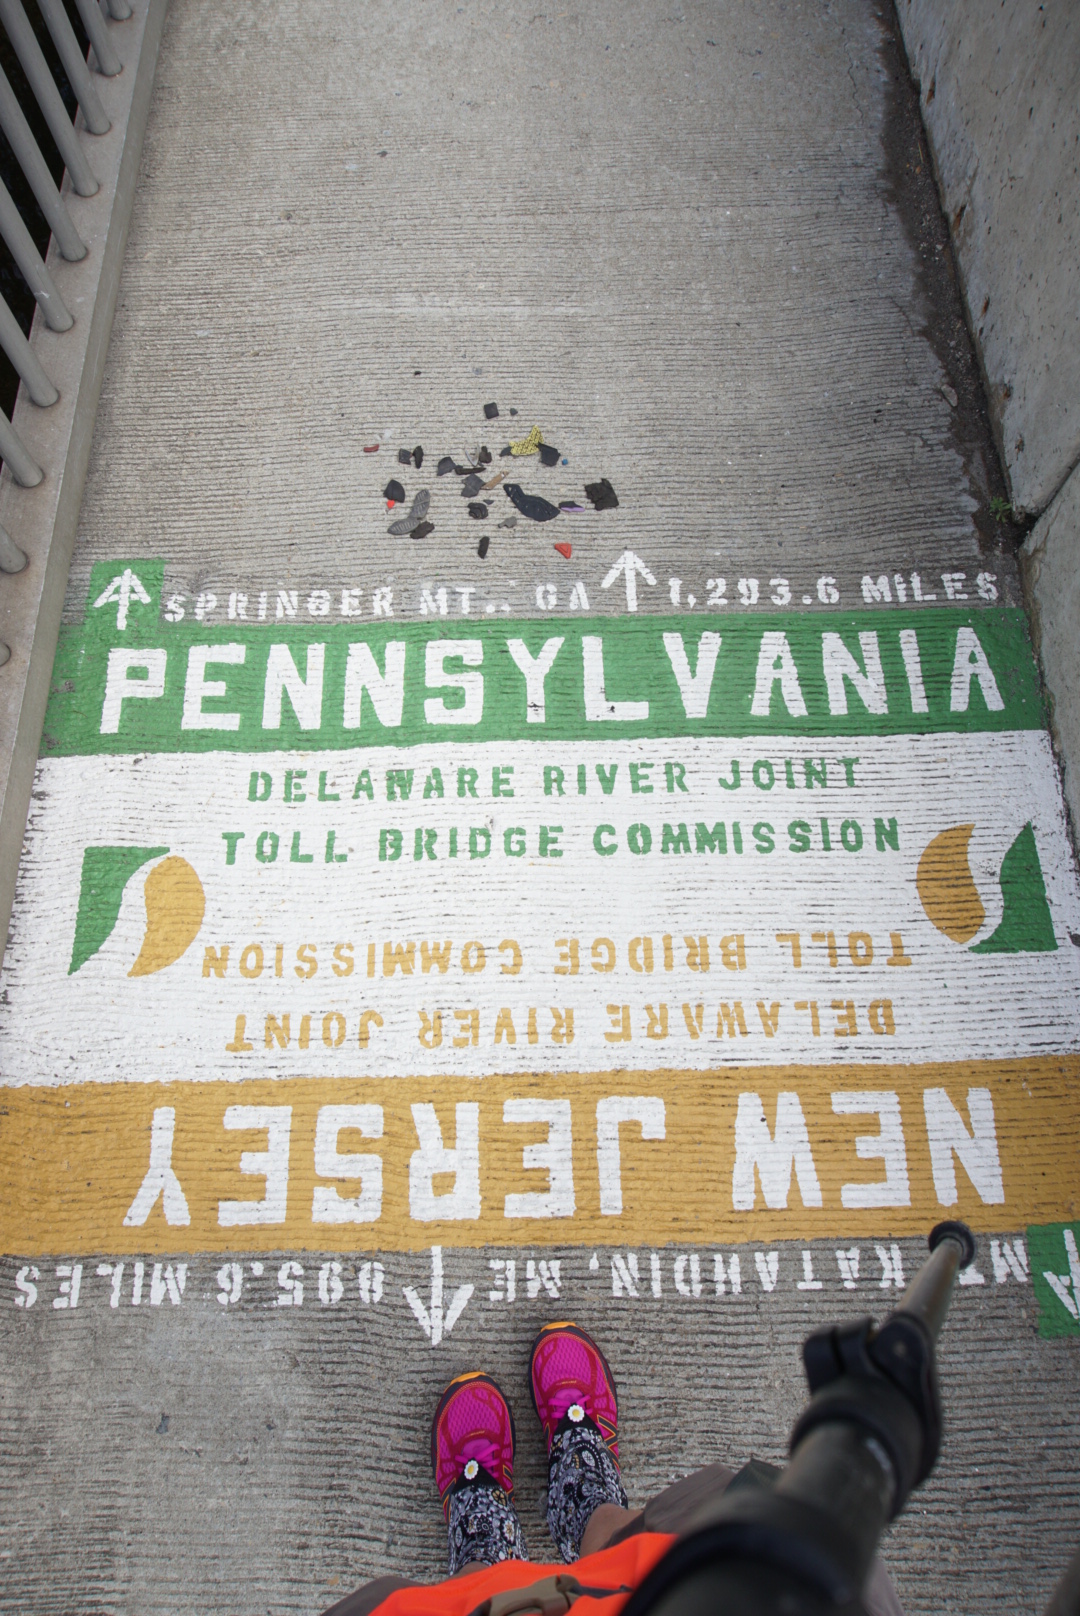 SPRINGER MT., GA ↑ 1,293.6 MILES
PENNSYLVANIA
DELAWARE RIVER JOINT
TOLL BRIDGE COMMISSION
NEW JERSEY
DELAWARE RIVER JOINT
TOLL BRIDGE COMMISSION
MT. KATAHDIN, ME ↑ 895.6 MILES